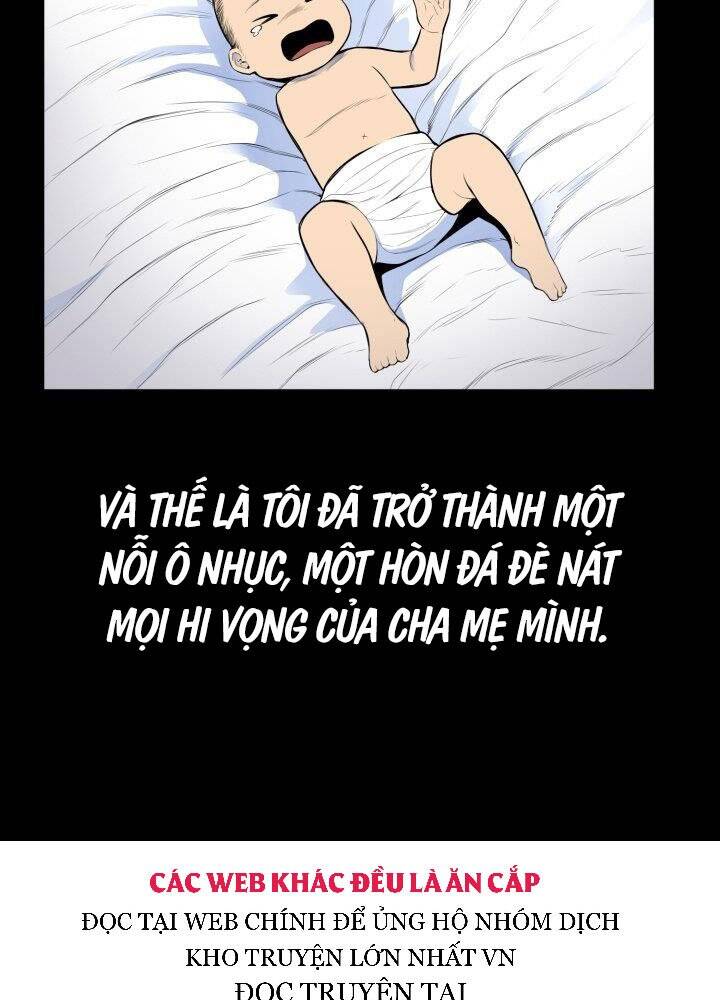 VÀ THẾ LÀ TÔI ĐÃ TRỞ THÀNH MỘT
NỖI Ô NHỤC, MỘT HÒN ĐÁ ĐÈ NÁT
MỌI HI VỌNG CỦA CHA MẸ MÌNH.
CÁC WEB KHÁC ĐỀU LÀ ĂN CẮP
ĐỌC TẠI WEB CHÍNH ĐỂ ỦNG HỘ NHÓM DỊCH
KHO TRUYỆN LỚN NHẤT VN
ĐỌC TRUYỆN TẠI